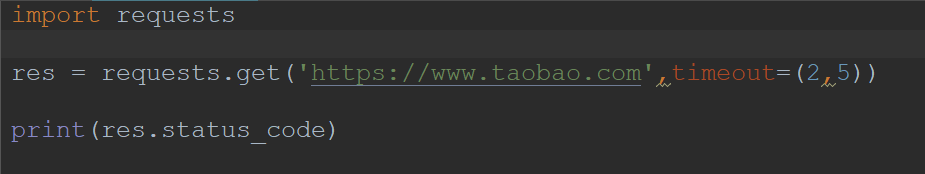 import requests
res = requests.get('https://www.taobao.com',timeout=(2,5))
print(res.status_code)